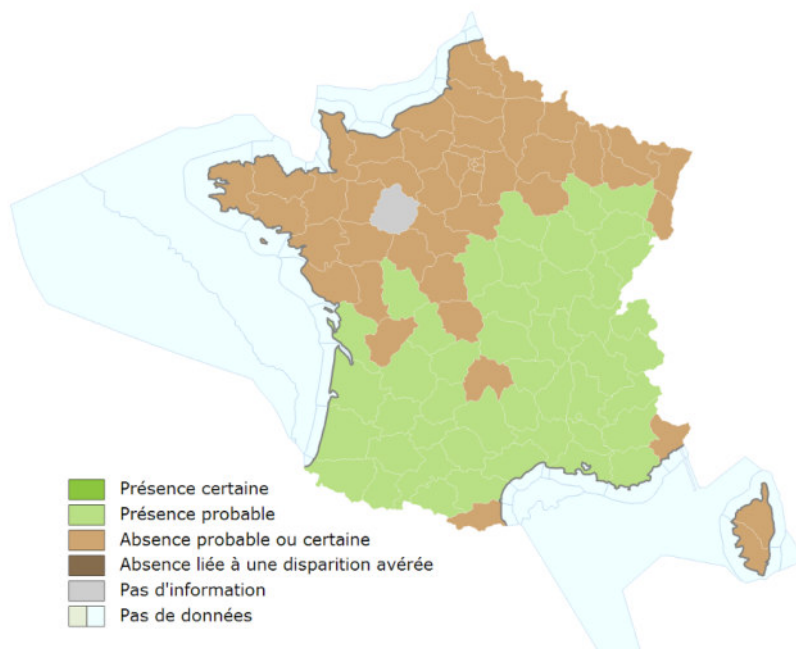 Présence certaine
Présence probable
Absence probable ou certaine
Absence liée à une disparition avérée
Pas d'information
Pas de données